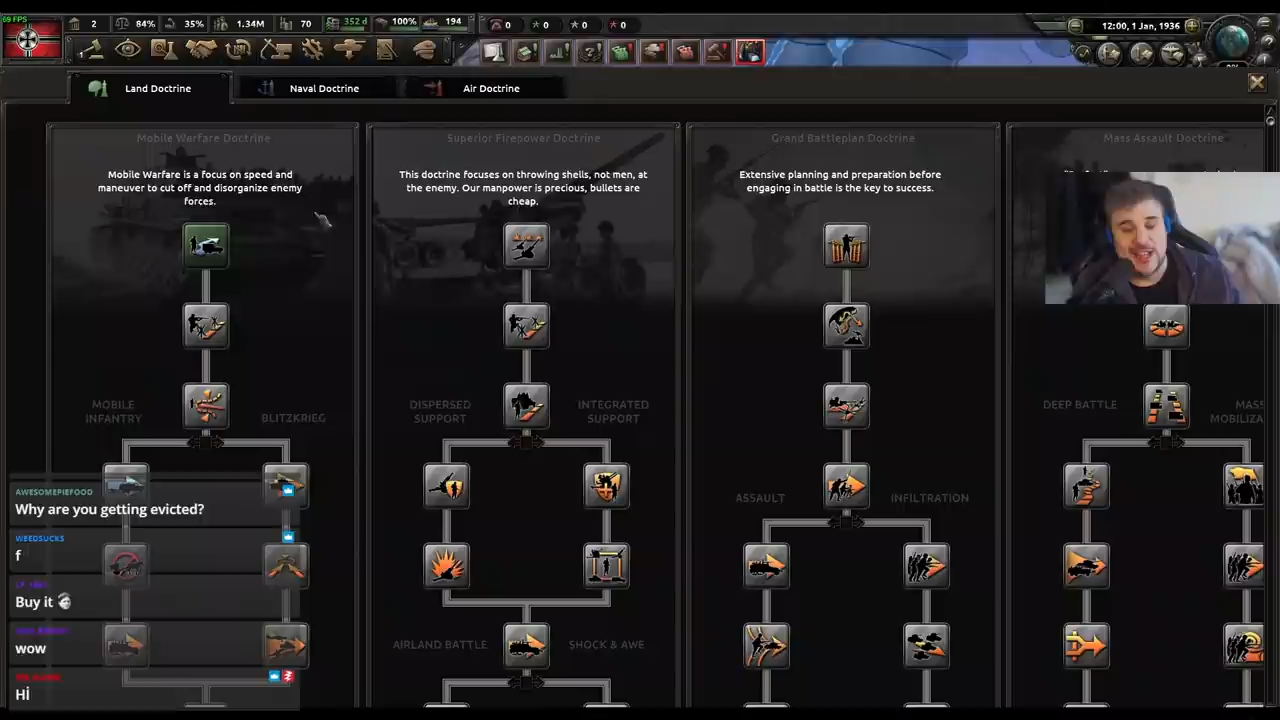 69 FPS
2
84%
35%
1.34M
70
352 d
100%
194
0
0
0
0
12:00, 1 Jan, 1936
Land Doctrine
Naval Doctrine
Air Doctrine
Mobile Warfare Doctrine
Mobile Warfare is a focus on speed and
maneuver to cut off and disorganize enemy
forces.
Superior Firepower Doctrine
This doctrine focuses on throwing shells, not men, at
the enemy. Our manpower is precious, bullets are
cheap.
Grand Battleplan Doctrine
Extensive planning and preparation before
engaging in battle is the key to success.
Mass Assault Doctrine
MOBILE
INFANTRY
BLITZKRIEG
DISPERSED
SUPPORT
INTEGRATED
SUPPORT
ASSAULT
INFILTRATION
DEEP BATTLE
MASS
MOBILIZA
AIRLAND BATTLE
SHOCK & AWE
AWESOMEPIEFOOD
Why are you getting evicted?
WEEDSUCKS
f
Buy it
wow
Hi